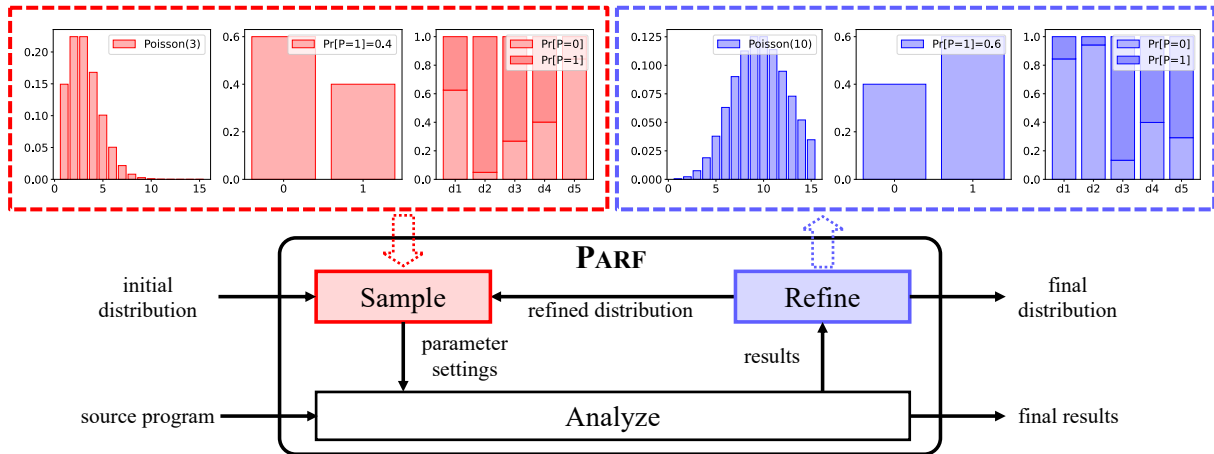 Poisson(3)
0.20
0.15
0.10
0.05
0.00
0
5
10
15
Pr[P=1]=0.4
0.6
0.4
0.2
0.0
0
1
Pr[P=0]
Pr[P=1]
1.0
0.8
0.6
0.4
0.2
0.0
d1
d2
d3
d4
d5
Poisson(10)
0.125
0.100
0.075
0.050
0.025
0.000
0
5
10
15
Pr[P=1]=0.6
0.6
0.4
0.2
0.0
0
1
Pr[P=0]
Pr[P=1]
1.0
0.8
0.6
0.4
0.2
0.0
d1
d2
d3
d4
d5
PARF
initial
distribution
Sample
refined distribution
Refine
final
distribution
parameter
settings
results
source program
Analyze
final results